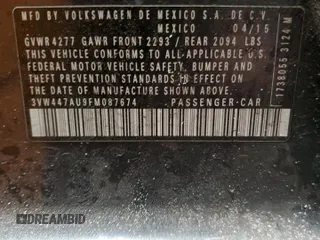 MFD BY VOLKSWAGEN DE MEXICO S.A. DE C.V.
MEXICO 04/15
GVWR 4277 GAWR FRONT 2293 / REAR 2094 LBS
THIS VEHICLE CONFORMS TO ALL APPLICABLE
FEDERAL MOTOR VEHICLE SAFETY, BUMPER AND
THEFT PREVENTION STANDARDS IN EFFECT ON
THE DATE OF MANUFACTURE SHOWN ABOVE
3VW447AU9FM087674 PASSENGER-CAR
1738055 3124 M
DREAMBID